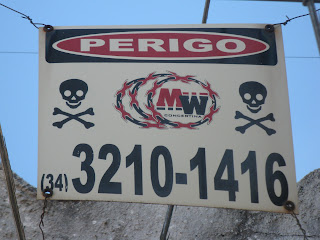 PERIGO
MW
CONCERTINA
(34) 3210-1416